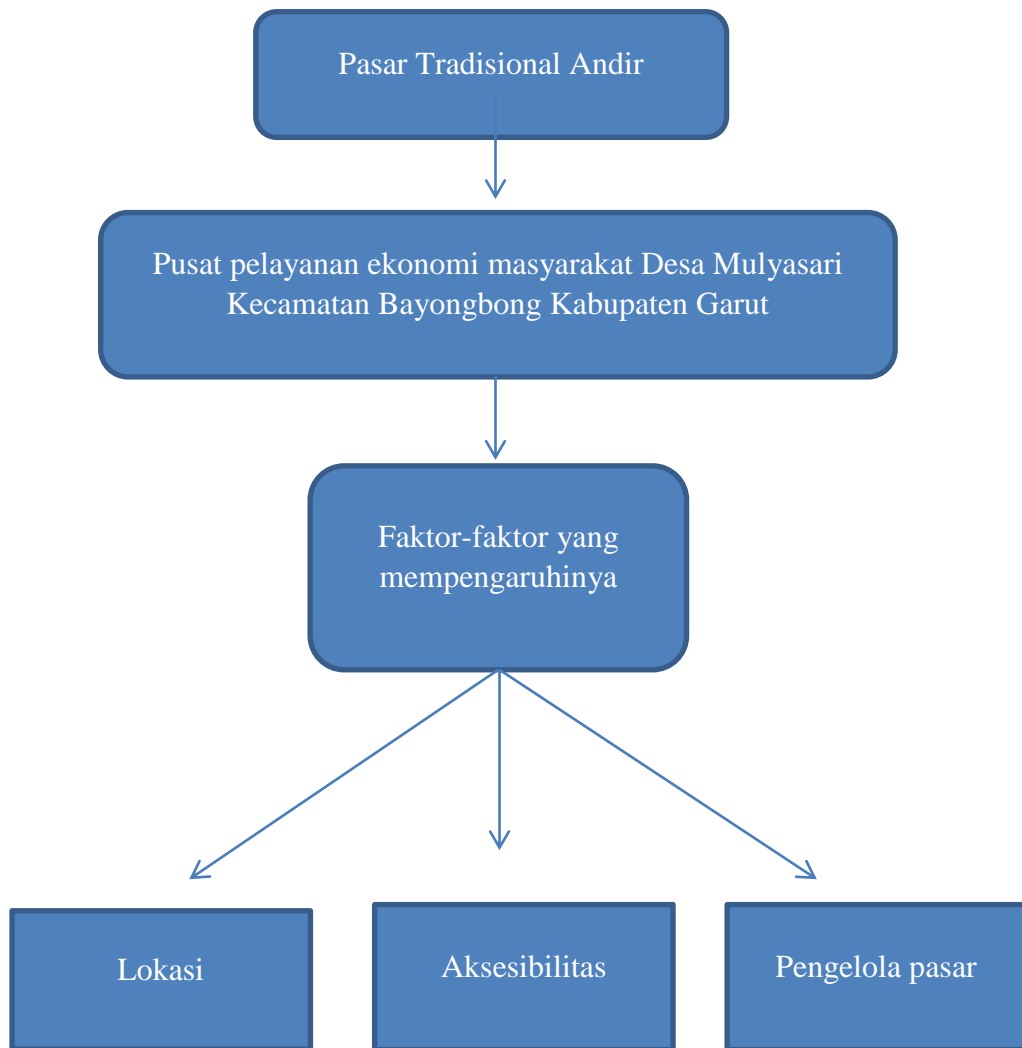 Pasar Tradisional Andir
Pusat pelayanan ekonomi masyarakat Desa Mulyasari
Kecamatan Bayongbong Kabupaten Garut
Faktor-faktor yang
mempengaruhinya
Lokasi
Aksesibilitas
Pengelola pasar